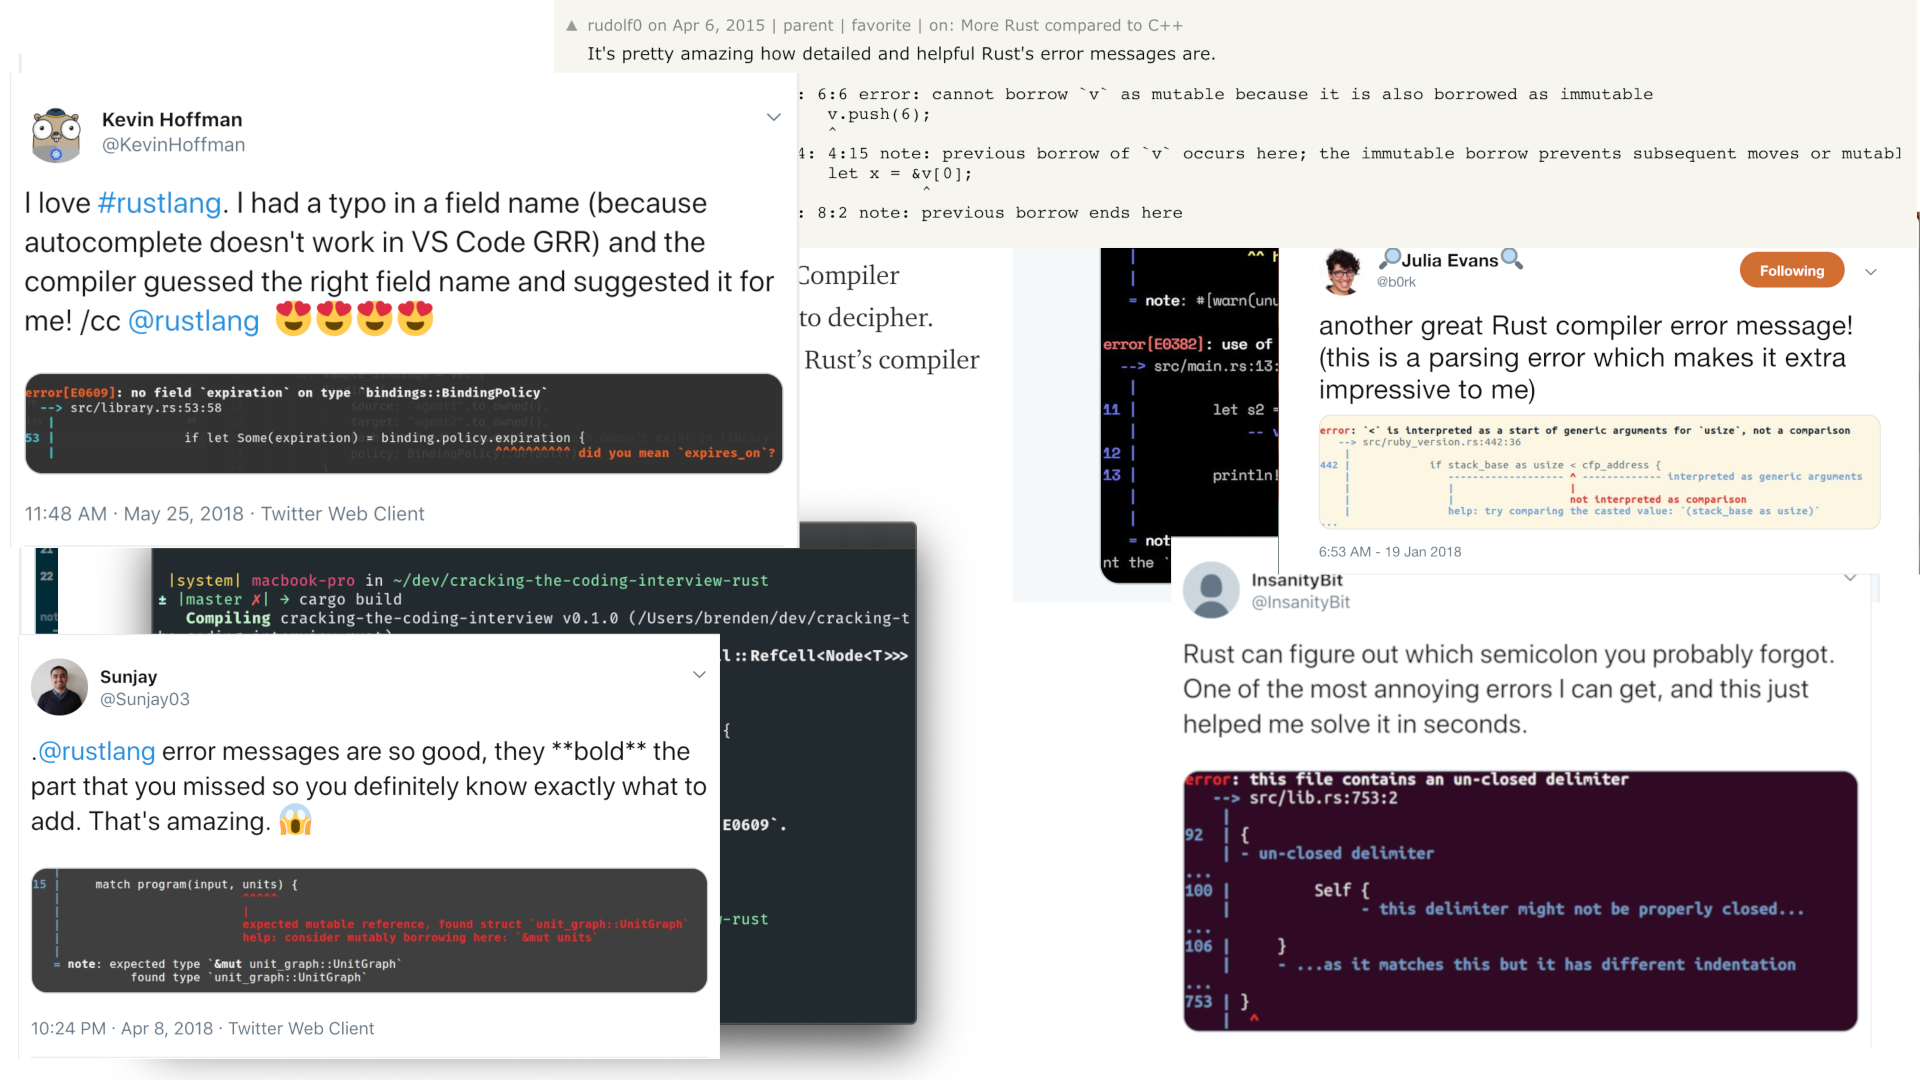 ▲ rudolf0 on Apr 6, 2015 | parent | favorite | on: More Rust compared to C++
It's pretty amazing how detailed and helpful Rust's error messages are.
: 6:6 error: cannot borrow `v` as mutable because it is also borrowed as immutable
v.push(6);
^
4: 4:15 note: previous borrow of `v` occurs here; the immutable borrow prevents subsequent moves or
let x = &v[0];
^
: 8:2 note: previous borrow ends here
Kevin Hoffman
@KevinHoffman
I love #rustlang. I had a typo in a field name (because
autocomplete doesn't work in VS Code GRR) and the
compiler guessed the right field name and suggested it for
me! /cc @rustlang 😍😍😍😍
error[E0609]: no field `expiration` on type `bindings::BindingPolicy`
--> src/library.rs:53:58
|
53 | if let Some(expiration) = binding.policy.expiration {
| ^^^^^^^^^^ did you mean `expires_on`?
11:48 AM · May 25, 2018 · Twitter Web Client
Compiler
to decipher.
Rust's compiler
^^
= note: #[warn(unu
error[E0382]: use of
--> src/main.rs:13:
|
11 | let s2 =
| --
12 |
13 | println!
|
= not
nt the `
🔎Julia Evans🔍
@b0rk
Following
another great Rust compiler error message!
(this is a parsing error which makes it extra
impressive to me)
error: `<` is interpreted as a start of generic arguments for `usize`, not a comparison
--> src/ruby_version.rs:442:36
|
442 | if stack_base as usize < cfp_address {
| ------------------- ^ ------------- interpreted as generic arguments
| | |
| | not interpreted as comparison
| help: try comparing the casted value: `(stack_base as usize)`
...
6:53 AM - 19 Jan 2018
21
22
not
|system| macbook-pro in ~/dev/cracking-the-coding-interview-rust
± |master ✗| → cargo build
Compiling cracking-the-coding-interview v0.1.0 (/Users/brenden/dev/cracking-t
l::RefCell<Node<T>>>
{
E0609`.
-rust
Sunjay
@Sunjay03
.@rustlang error messages are so good, they **bold** the
part that you missed so you definitely know exactly what to
add. That's amazing. 😱
15 | match program(input, units) {
| ^^^^^
| |
| expected mutable reference, found struct `unit_graph::UnitGraph`
| help: consider mutably borrowing here: `&mut units`
|
= note: expected type `&mut unit_graph::UnitGraph`
found type `unit_graph::UnitGraph`
10:24 PM · Apr 8, 2018 · Twitter Web Client
InsanityBit
@InsanityBit
Rust can figure out which semicolon you probably forgot.
One of the most annoying errors I can get, and this just
helped me solve it in seconds.
error: this file contains an un-closed delimiter
--> src/lib.rs:753:2
|
92 | {
| - un-closed delimiter
...
100 | Self {
| - this delimiter might not be properly closed...
...
106 | }
| - ...as it matches this but it has different indentation
...
753 | }
| ^